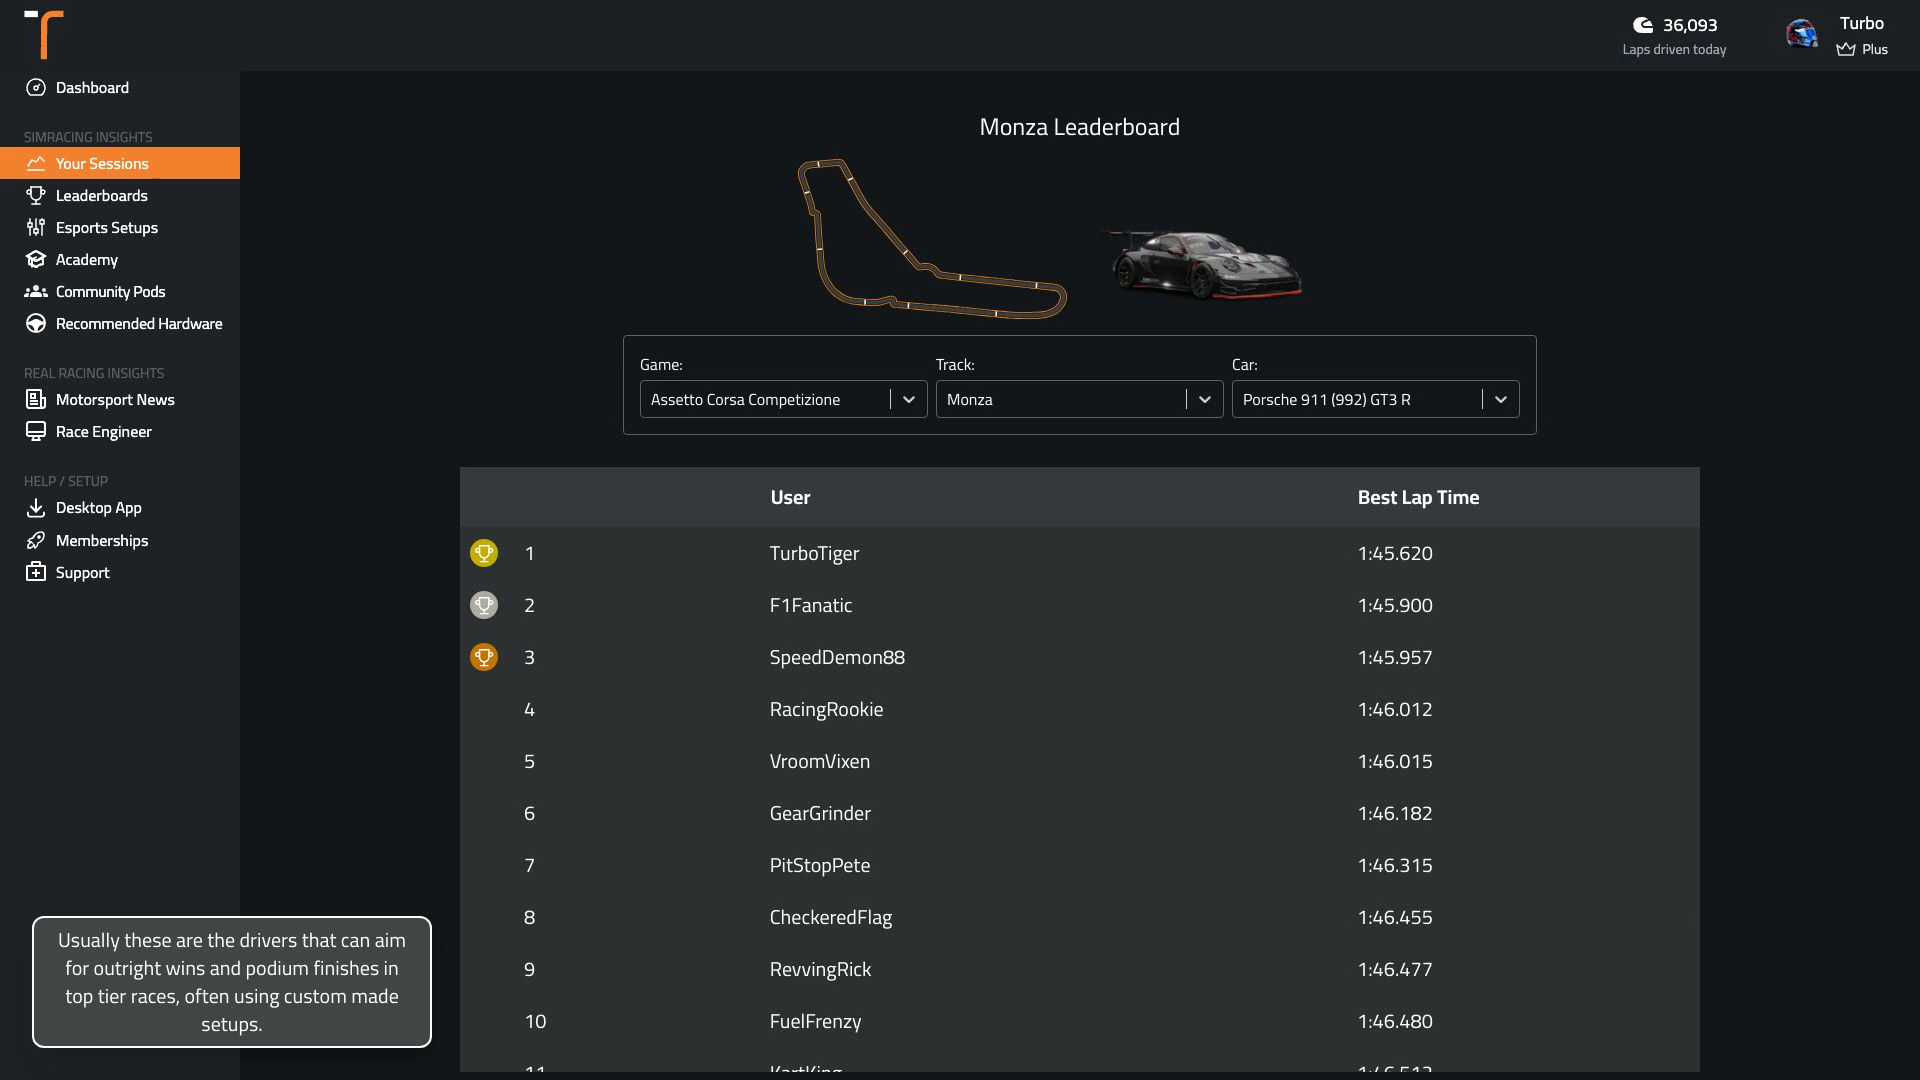 36,093
Laps driven today
Turbo
Plus
Dashboard
SIMRACING INSIGHTS
Your Sessions
Leaderboards
Esports Setups
Academy
Community Pods
Recommended Hardware
REAL RACING INSIGHTS
Motorsport News
Race Engineer
HELP / SETUP
Desktop App
Memberships
Support
Monza Leaderboard
Game: Track: Car:
Assetto Corsa Competizione Monza Porsche 911 (992) GT3 R
User Best Lap Time
1 TurboTiger 1:45.620
2 F1Fanatic 1:45.900
3 SpeedDemon88 1:45.957
4 RacingRookie 1:46.012
5 VroomVixen 1:46.015
6 GearGrinder 1:46.182
7 PitStopPete 1:46.315
8 CheckeredFlag 1:46.455
9 RevvingRick 1:46.477
10 FuelFrenzy 1:46.480
11 KartKing
Usually these are the drivers that can aim
for outright wins and podium finishes in
top tier races, often using custom made
setups.